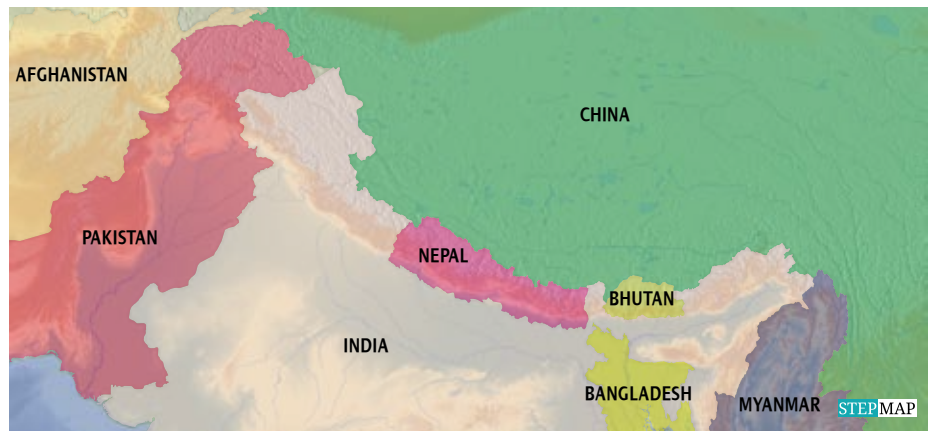 AFGHANISTAN
CHINA
PAKISTAN
NEPAL
BHUTAN
INDIA
BANGLADESH
MYANMAR
STEPMAP